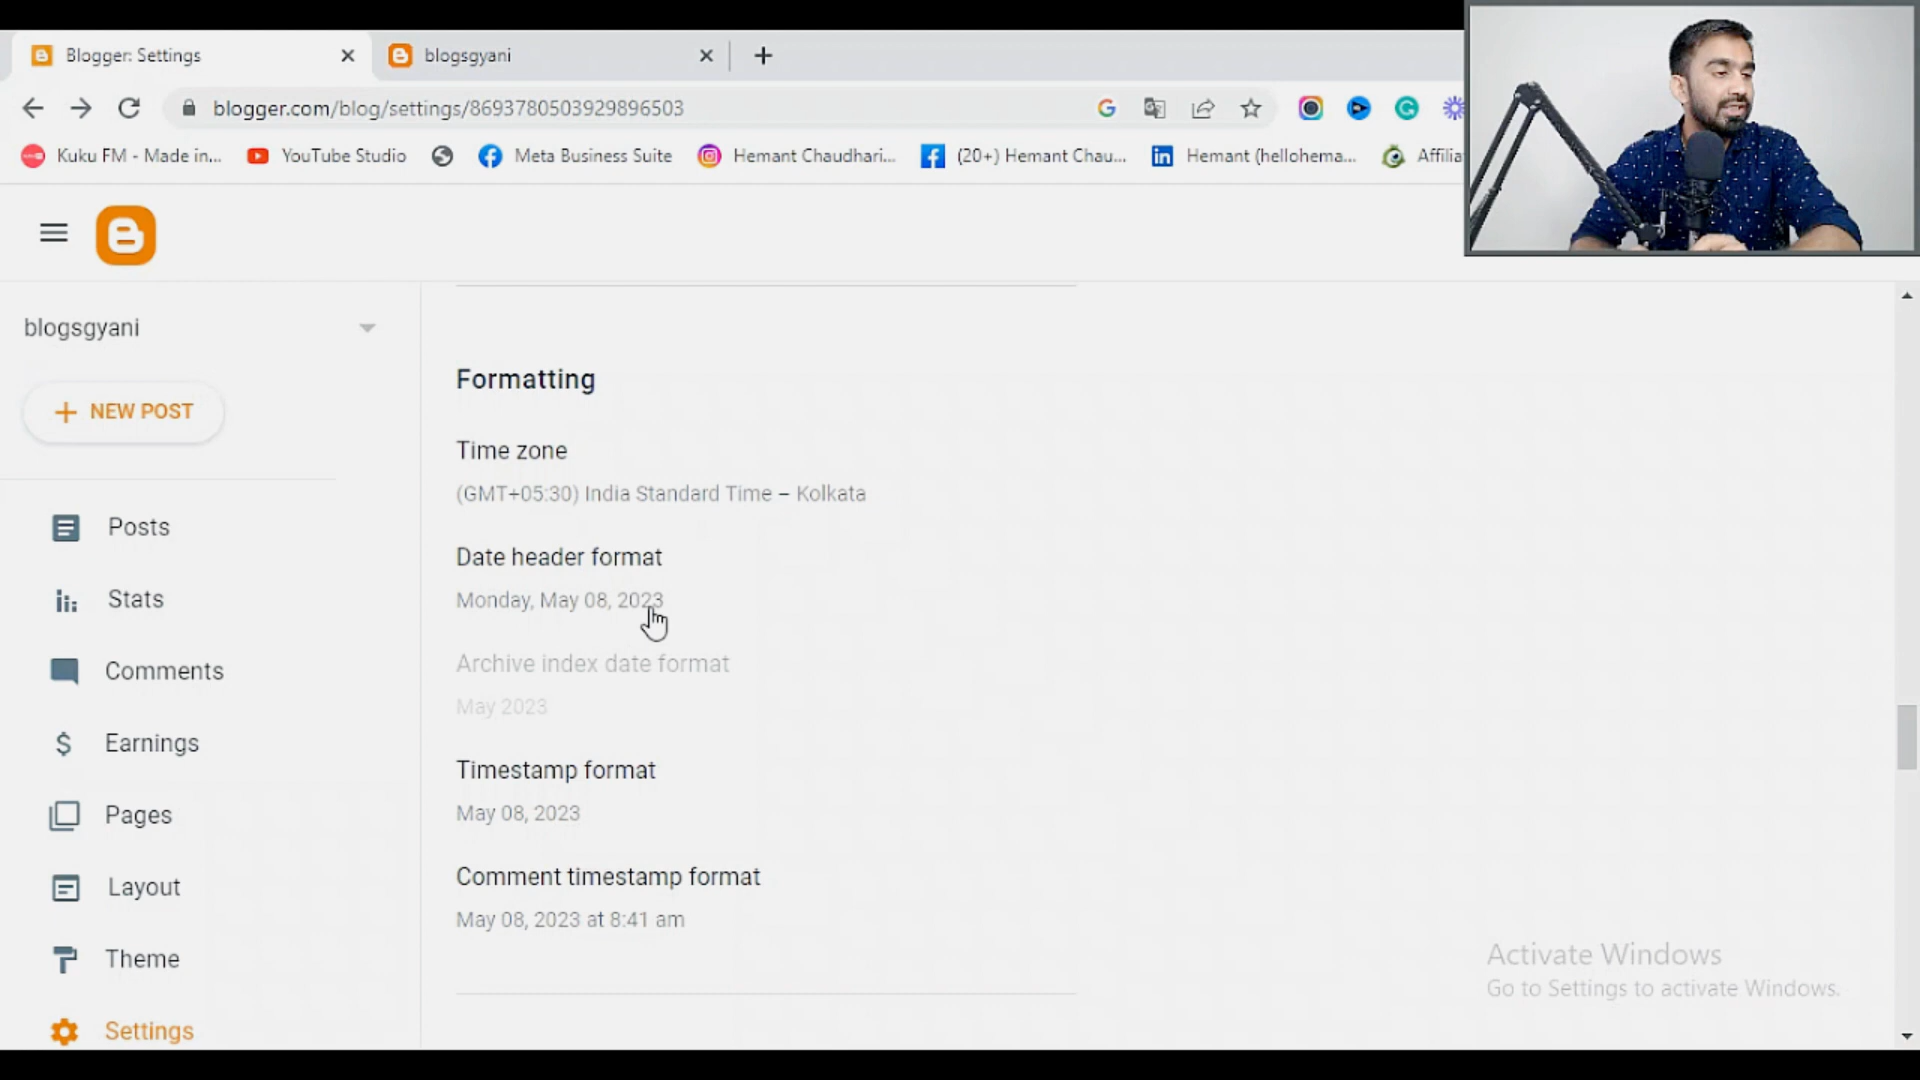 Blogger: Settings
blogsgyani
blogger.com/blog/settings/8693780503929896503
Kuku FM - Made in...
YouTube Studio
Meta Business Suite
Hemant Chaudhari...
(20+) Hemant Chau...
Hemant (hellohema...
Affilia
blogsgyani
NEW POST
Posts
Stats
Comments
Earnings
Pages
Layout
Theme
Settings
Formatting
Time zone
(GMT+05:30) India Standard Time – Kolkata
Date header format
Monday, May 08, 2023
Archive index date format
May 2023
Timestamp format
May 08, 2023
Comment timestamp format
May 08, 2023 at 8:41 am
Activate Windows
Go to Settings to activate Windows.